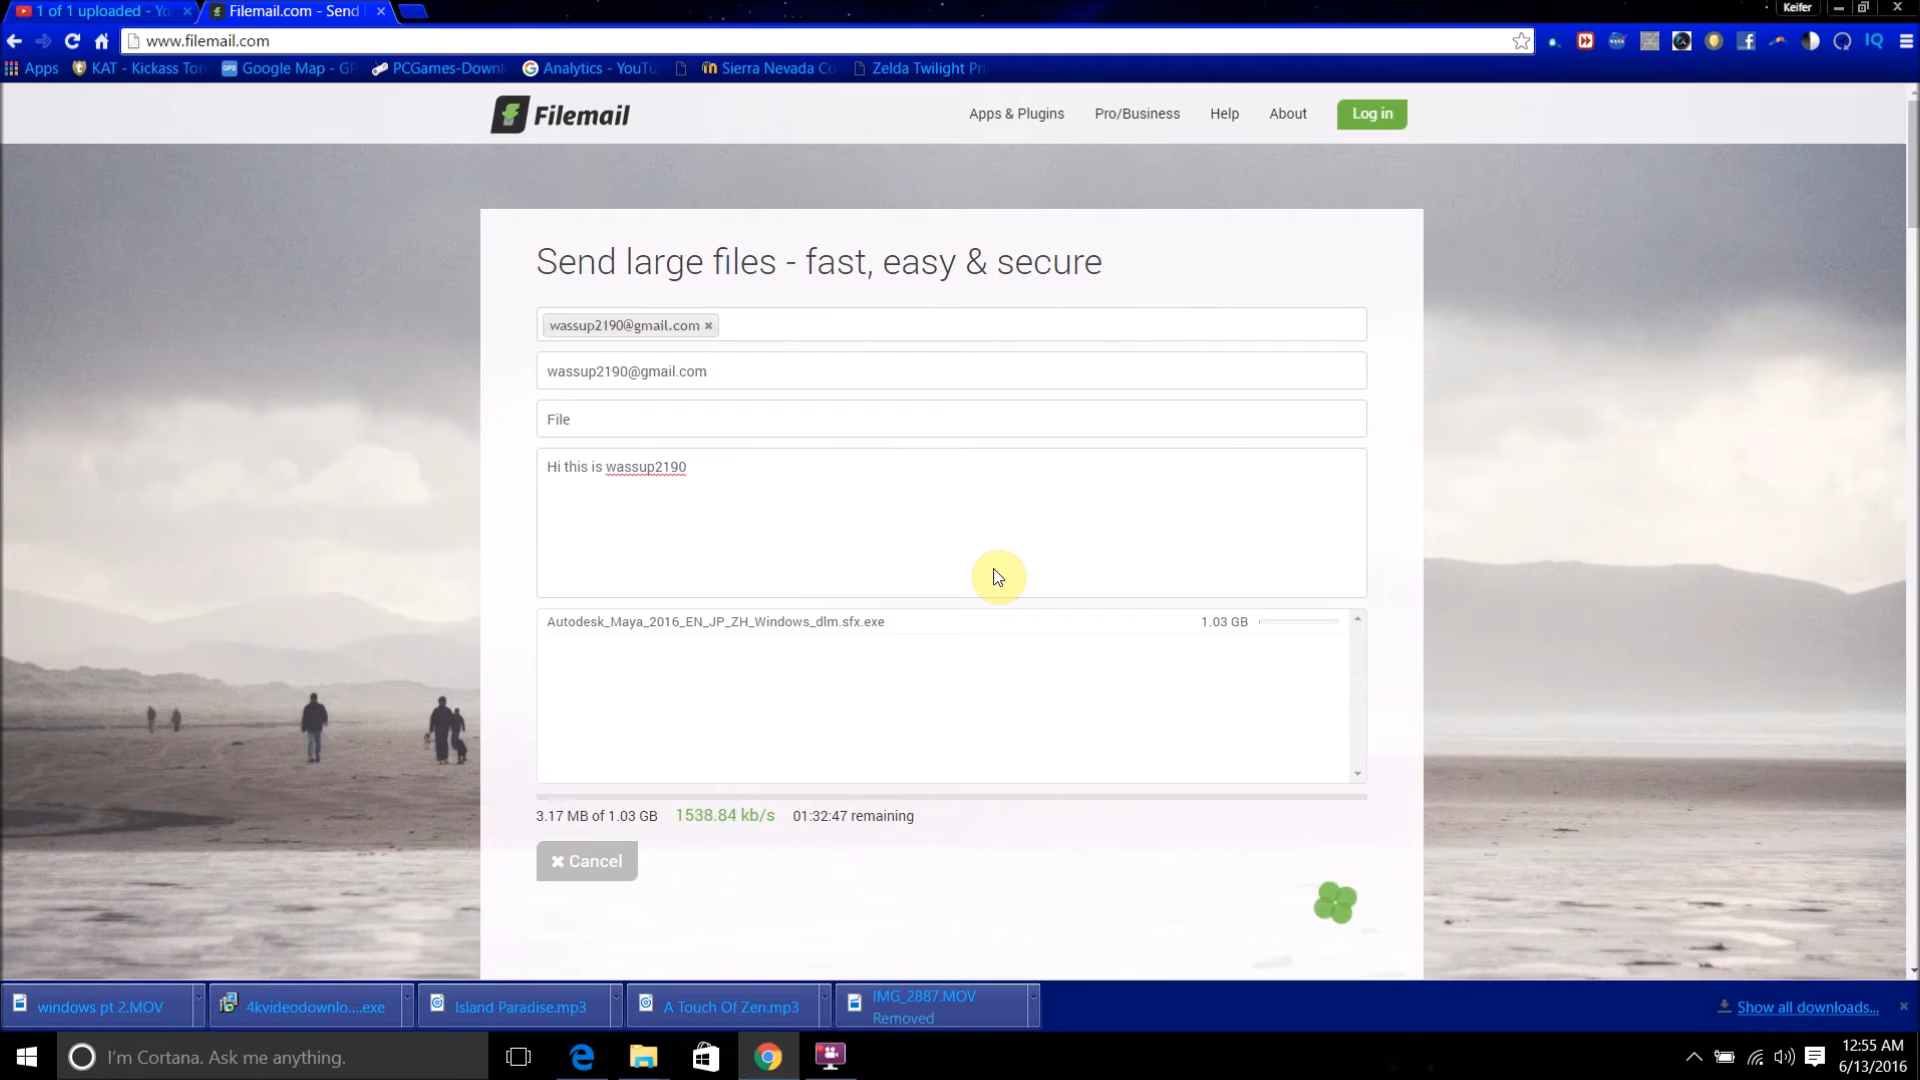 1 of 1 uploaded - Yo
Filemail.com - Send
Keifer
www.filemail.com
Apps
KAT - Kickass Tor
Google Map - GP
PCGames-Downl
Analytics - YouTu
Sierra Nevada Co
Zelda Twilight Pri
Filemail
Apps & Plugins
Pro/Business
Help
About
Log in
Send large files - fast, easy & secure
wassup2190@gmail.com
wassup2190@gmail.com
File
Hi this is wassup2190
Autodesk_Maya_2016_EN_JP_ZH_Windows_dlm.sfx.exe 1.03 GB
3.17 MB of 1.03 GB 1538.84 kb/s 01:32:47 remaining
Cancel
windows pt 2.MOV
4kvideodownlo....exe
Island Paradise.mp3
A Touch Of Zen.mp3
IMG_2887.MOV
Removed
Show all downloads...
I'm Cortana. Ask me anything.
12:55 AM
6/13/2016